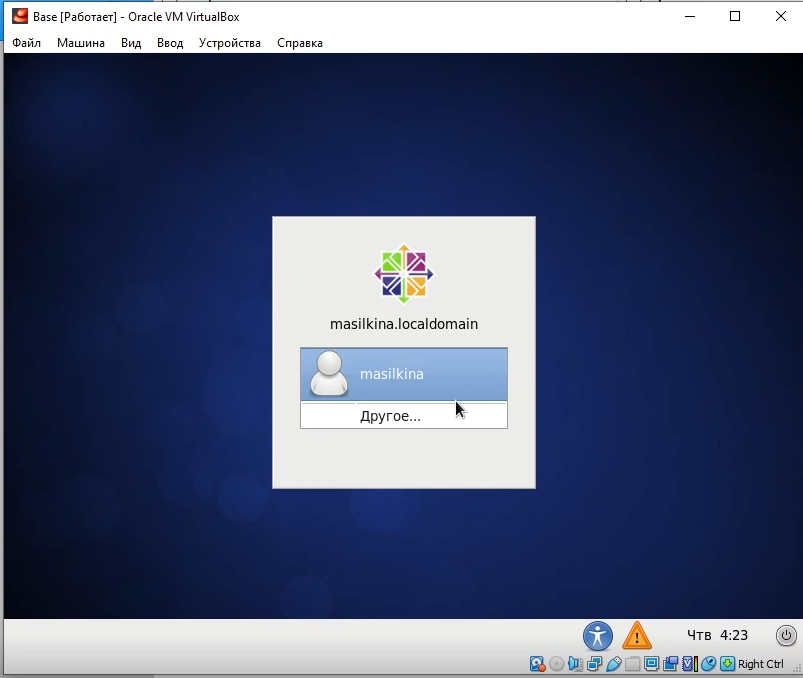 Base [Работает] - Oracle VM VirtualBox
Файл Машина Вид Ввод Устройства Справка
masilkina.localdomain
masilkina
Другое...
Чтв 4:23
Right Ctrl